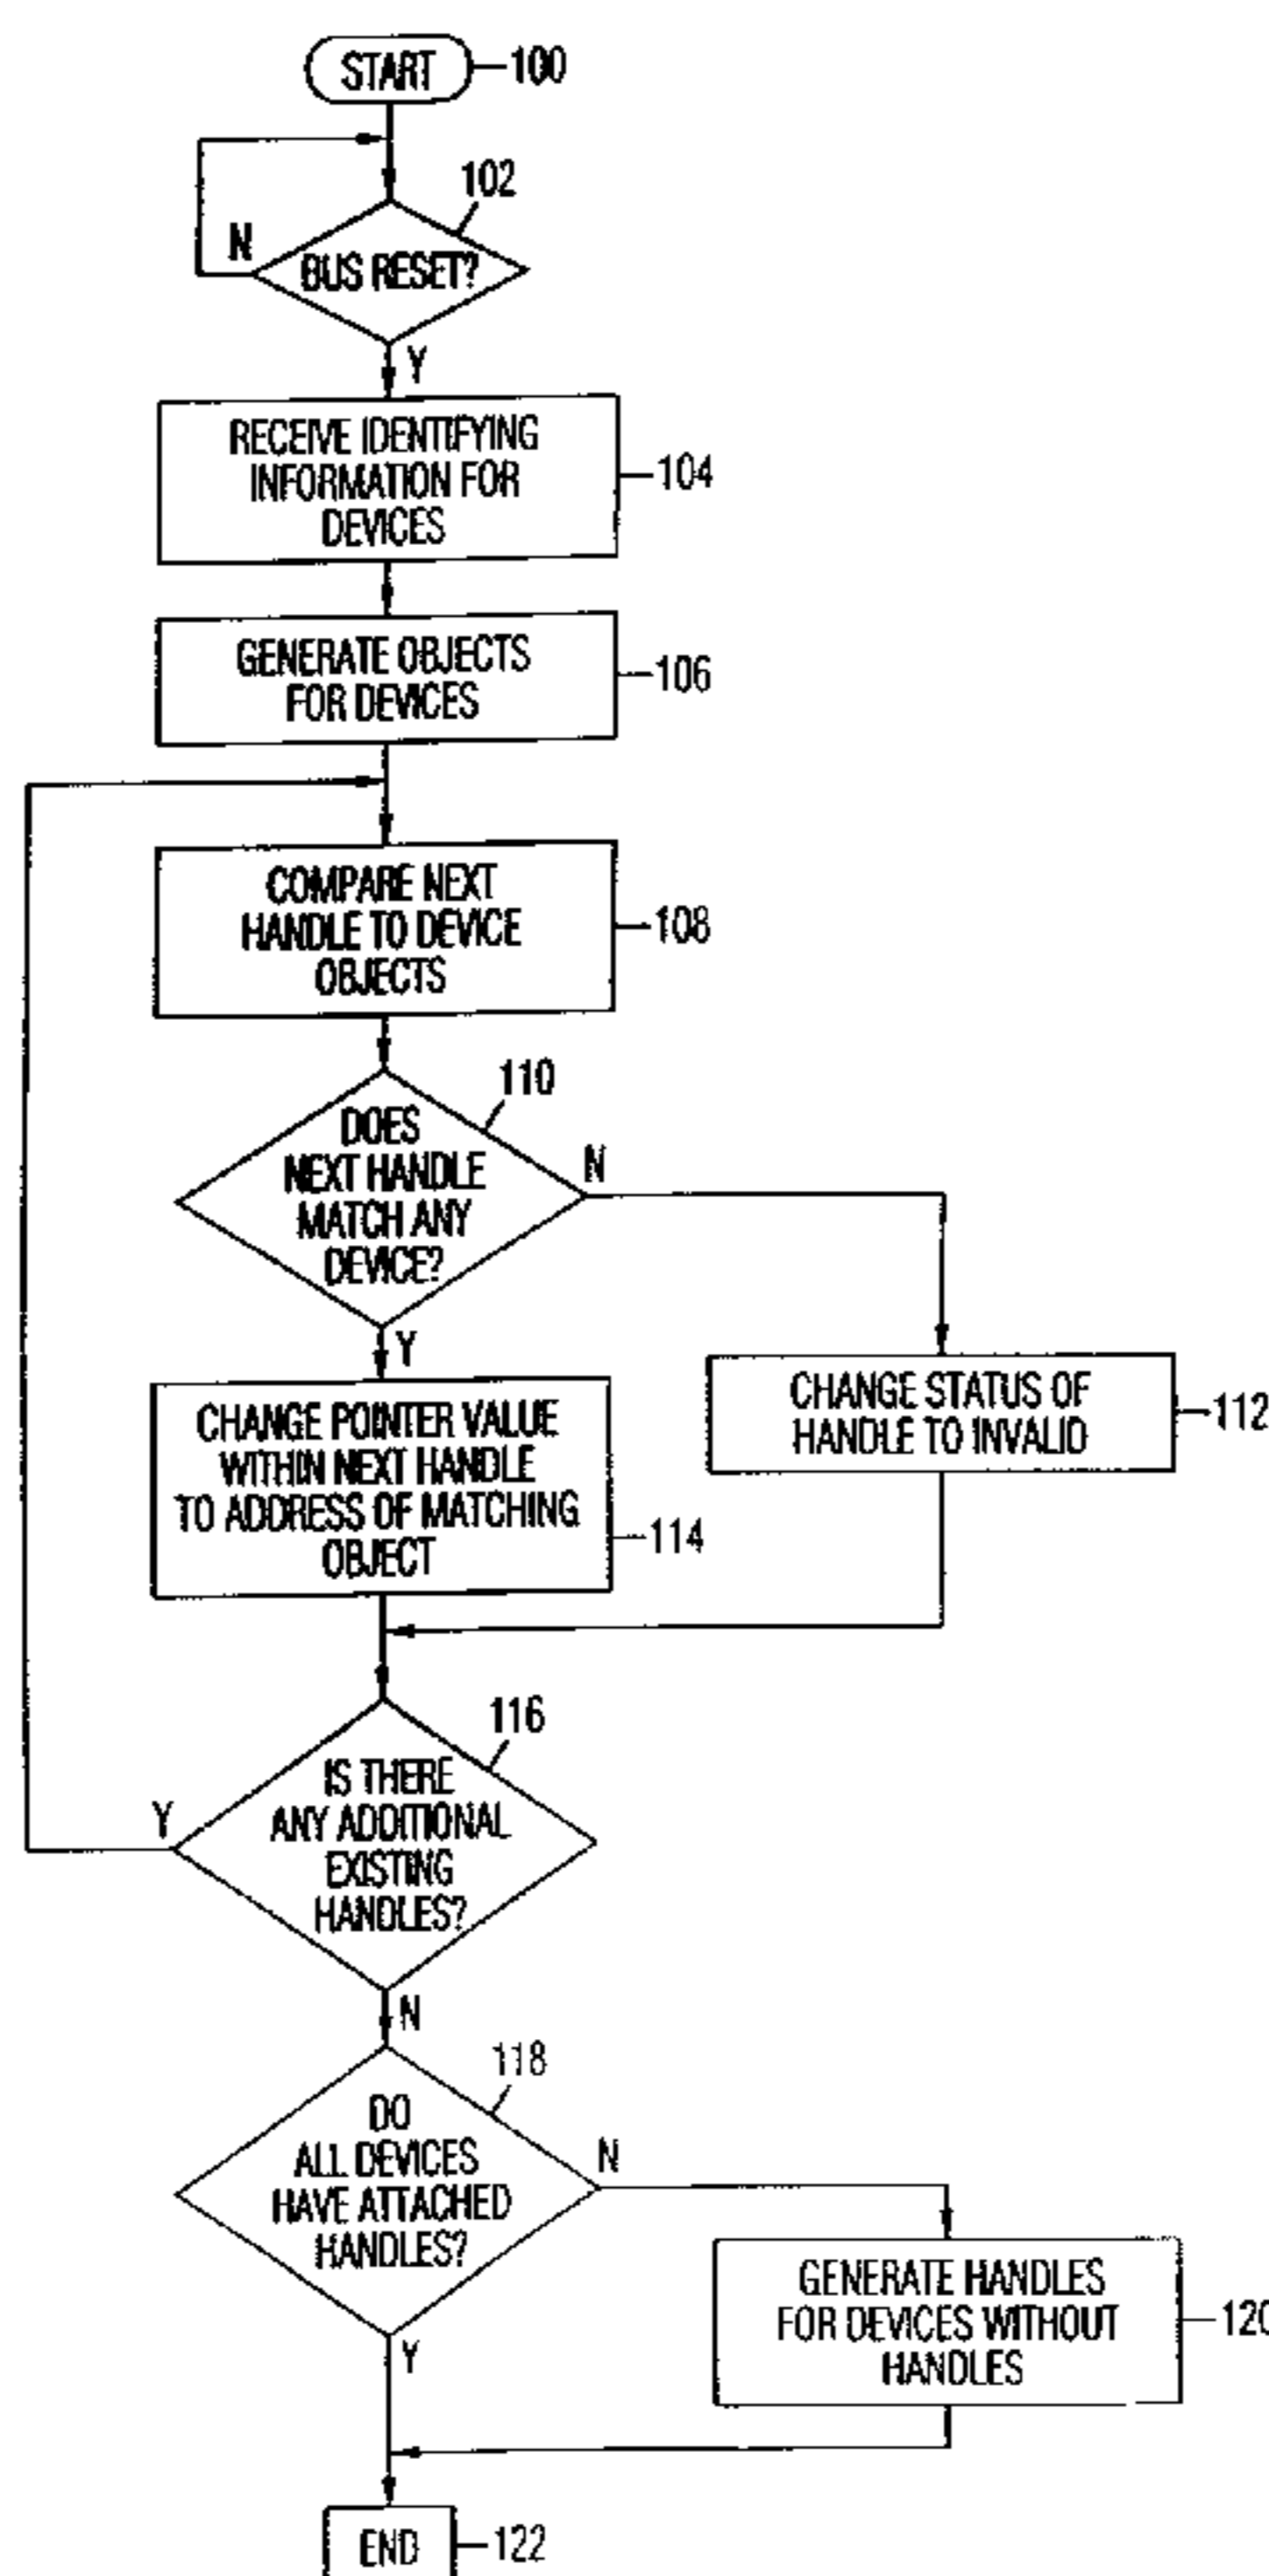 START
100
102
N
BUS RESET?
Y
RECEIVE IDENTIFYING
INFORMATION FOR
DEVICES
104
GENERATE OBJECTS
FOR DEVICES
106
COMPARE NEXT
HANDLE TO DEVICE
OBJECTS
108
110
DOES
NEXT HANDLE
MATCH ANY
DEVICE?
N
Y
CHANGE STATUS OF
HANDLE TO INVALID
112
CHANGE POINTER VALUE
WITHIN NEXT HANDLE
TO ADDRESS OF MATCHING
OBJECT
114
116
IS THERE
ANY ADDITIONAL
EXISTING
HANDLES?
Y
N
118
DO
ALL DEVICES
HAVE ATTACHED
HANDLES?
N
Y
GENERATE HANDLES
FOR DEVICES WITHOUT
HANDLES
120
END
122